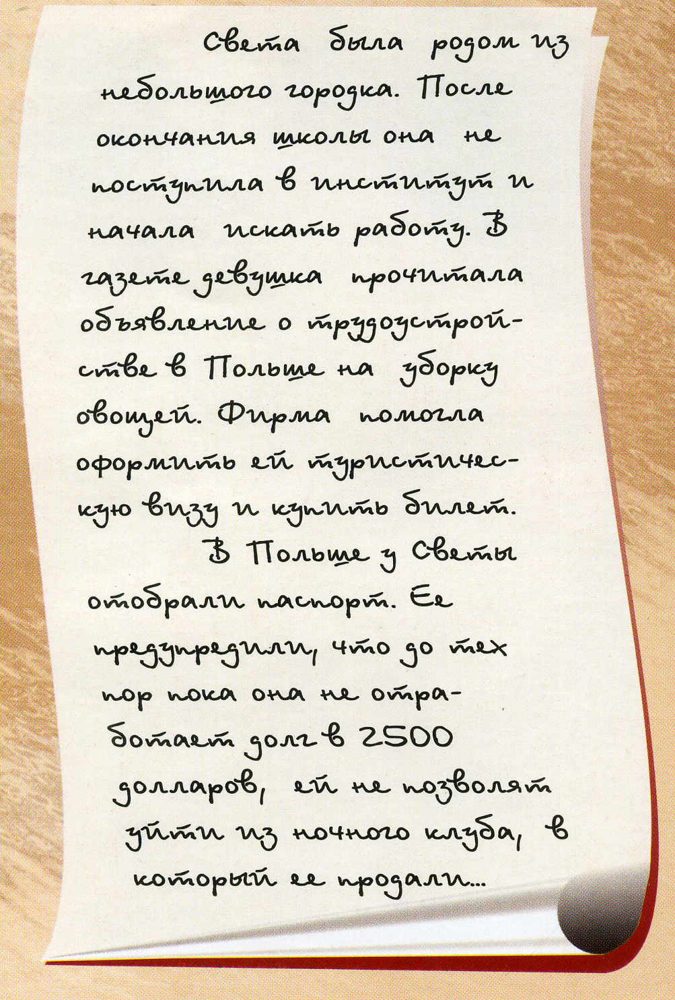 Света была родом из
небольшого городка. После
окончания школы она не
поступила в институт и
начала искать работу. В
газете девушка прочитала
объявление о трудоустрой-
стве в Польше на уборку
овощей. Фирма помогла
оформить ей туристичес-
кую визу и купить билет.
В Польше у Светы
отобрали паспорт. Ее
предупредили, что до тех
пор пока она не отра-
ботает долг в 2500
долларов, ей не позволят
уйти из ночного клуба, в
который ее продали...